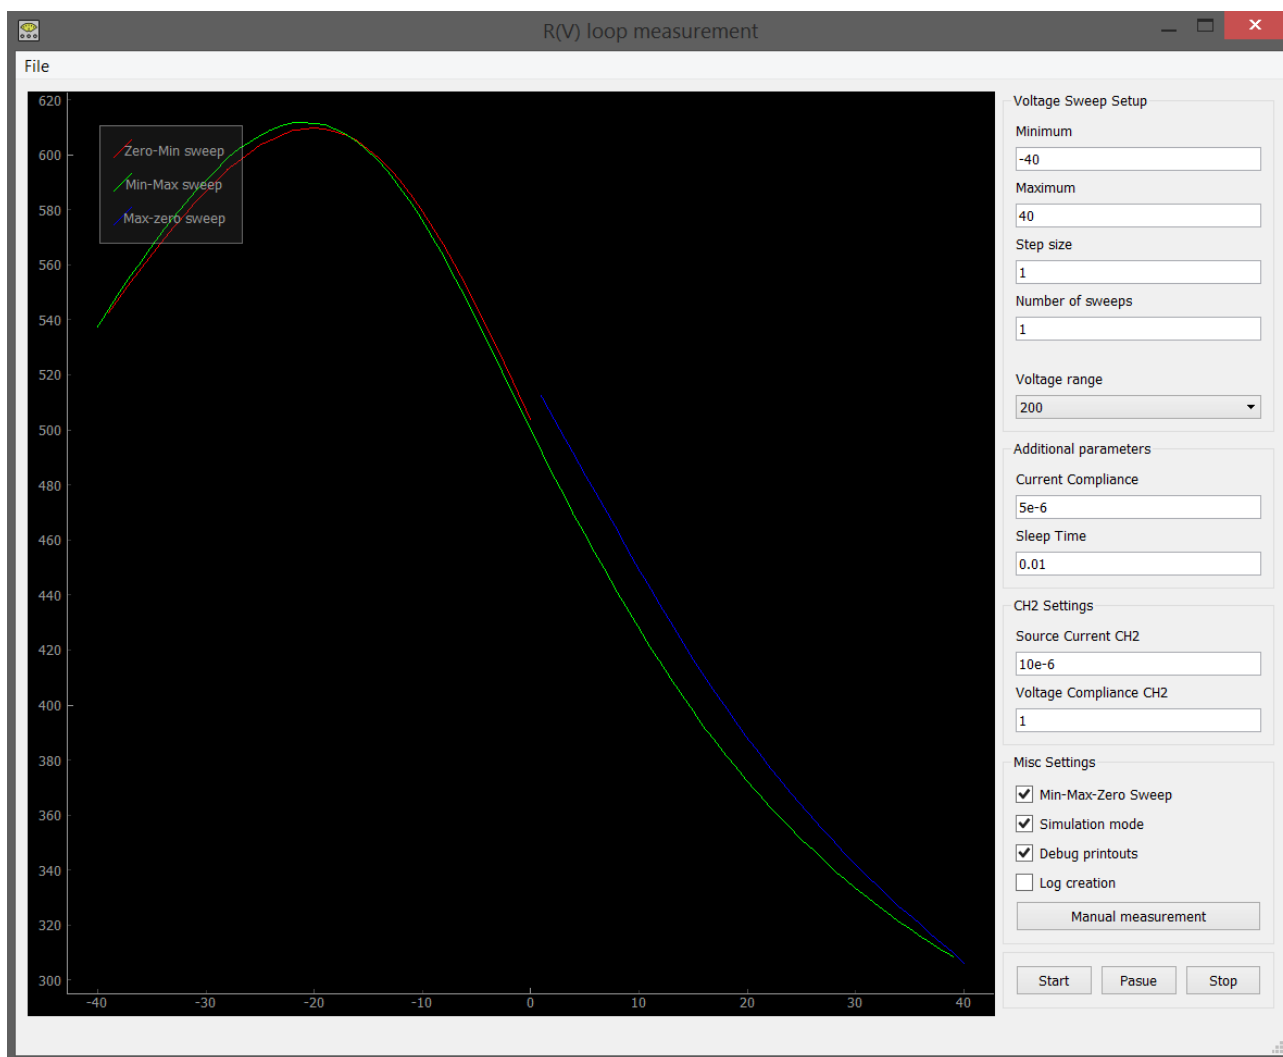 R(V) loop measurement
File
620
600
580
560
540
520
500
480
460
440
420
400
380
360
340
320
300
-40
-30
-20
-10
0
10
20
30
40
Zero-Min sweep
Min-Max sweep
Max-zero sweep
Voltage Sweep Setup
Minimum
-40
Maximum
40
Step size
1
Number of sweeps
1
Voltage range
200
Additional parameters
Current Compliance
5e-6
Sleep Time
0.01
CH2 Settings
Source Current CH2
10e-6
Voltage Compliance CH2
1
Misc Settings
Min-Max-Zero Sweep
Simulation mode
Debug printouts
Log creation
Manual measurement
Start Pasue Stop